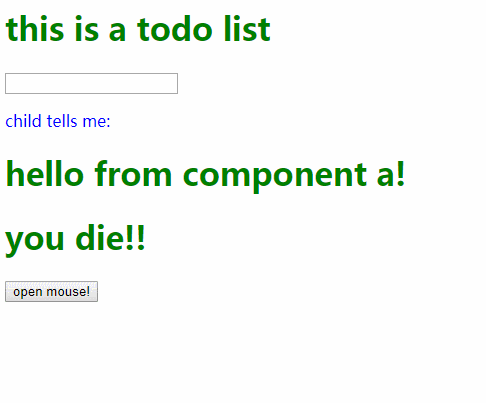 this is a todo list
child tells me:
hello from component a!
you die!!
open mouse!